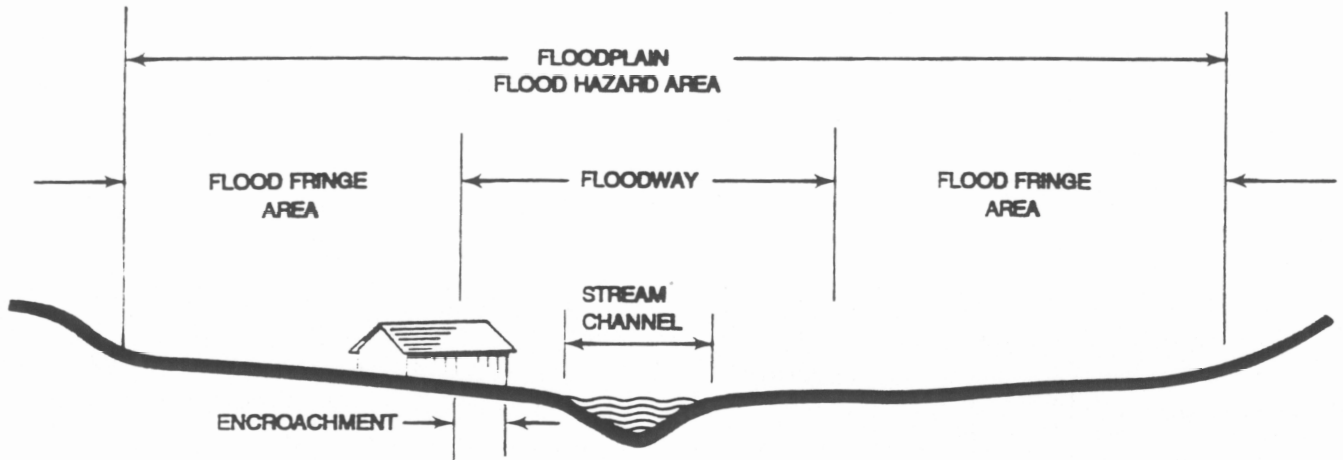 FLOODPLAIN
FLOOD HAZARD AREA
FLOOD FRINGE
AREA
FLOODWAY
FLOOD FRINGE
AREA
STREAM
CHANNEL
ENCROACHMENT